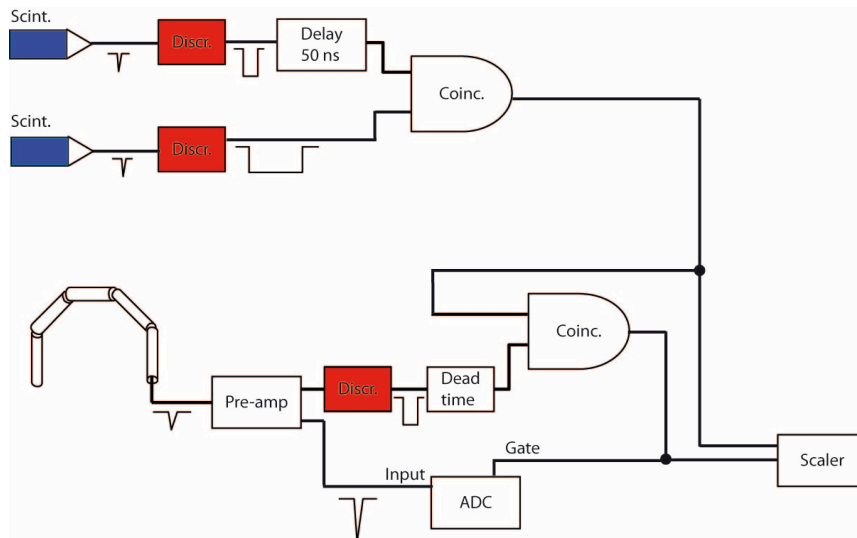 Scint.
Discr.
Delay
50 ns
Coinc.
Scint.
Discr.
Coinc.
Pre-amp
Discr.
Dead
time
Gate
Input
ADC
Scaler